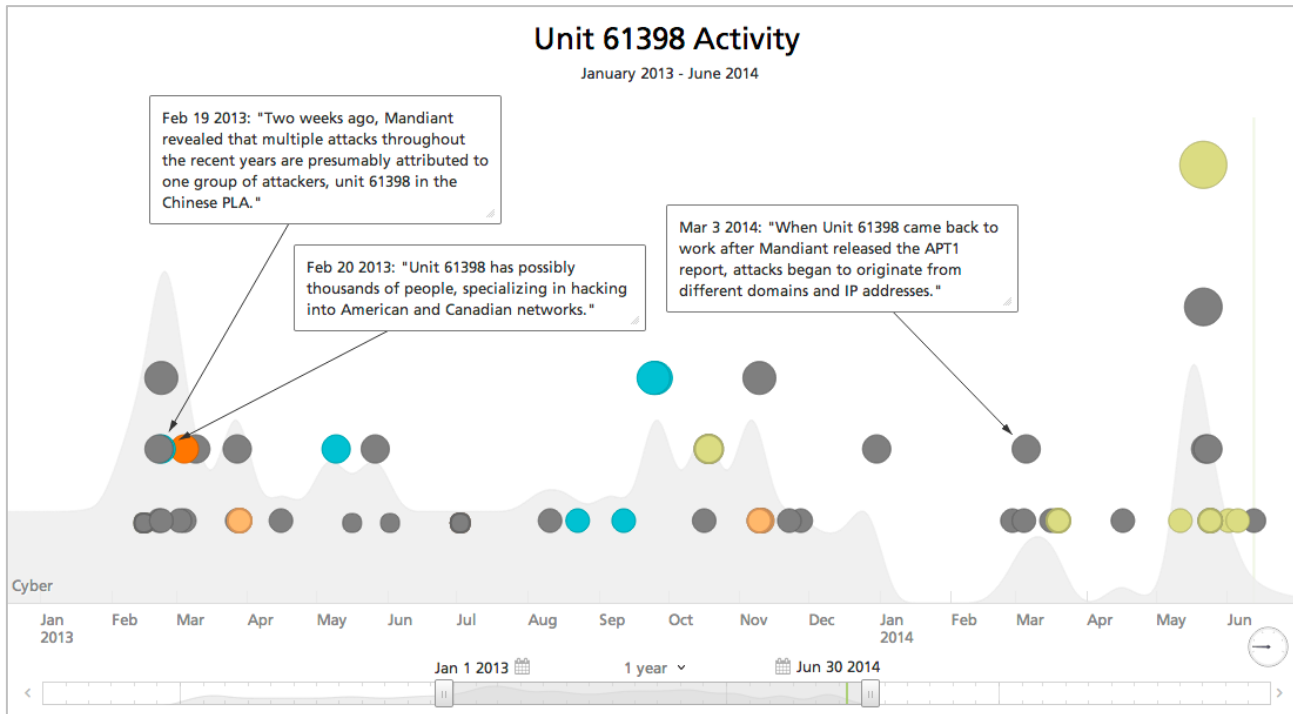 Unit 61398 Activity
January 2013 - June 2014
Feb 19 2013: "Two weeks ago, Mandiant
revealed that multiple attacks throughout
the recent years are presumably attributed to
one group of attackers, unit 61398 in the
Chinese PLA."
Feb 20 2013: "Unit 61398 has possibly
thousands of people, specializing in hacking
into American and Canadian networks."
Mar 3 2014: "When Unit 61398 came back to
work after Mandiant released the APT1
report, attacks began to originate from
different domains and IP addresses."
Cyber
Jan Feb Mar Apr May Jun Jul Aug Sep Oct Nov Dec Jan Feb Mar Apr May Jun
2013 2014
Jan 1 2013 1 year Jun 30 2014